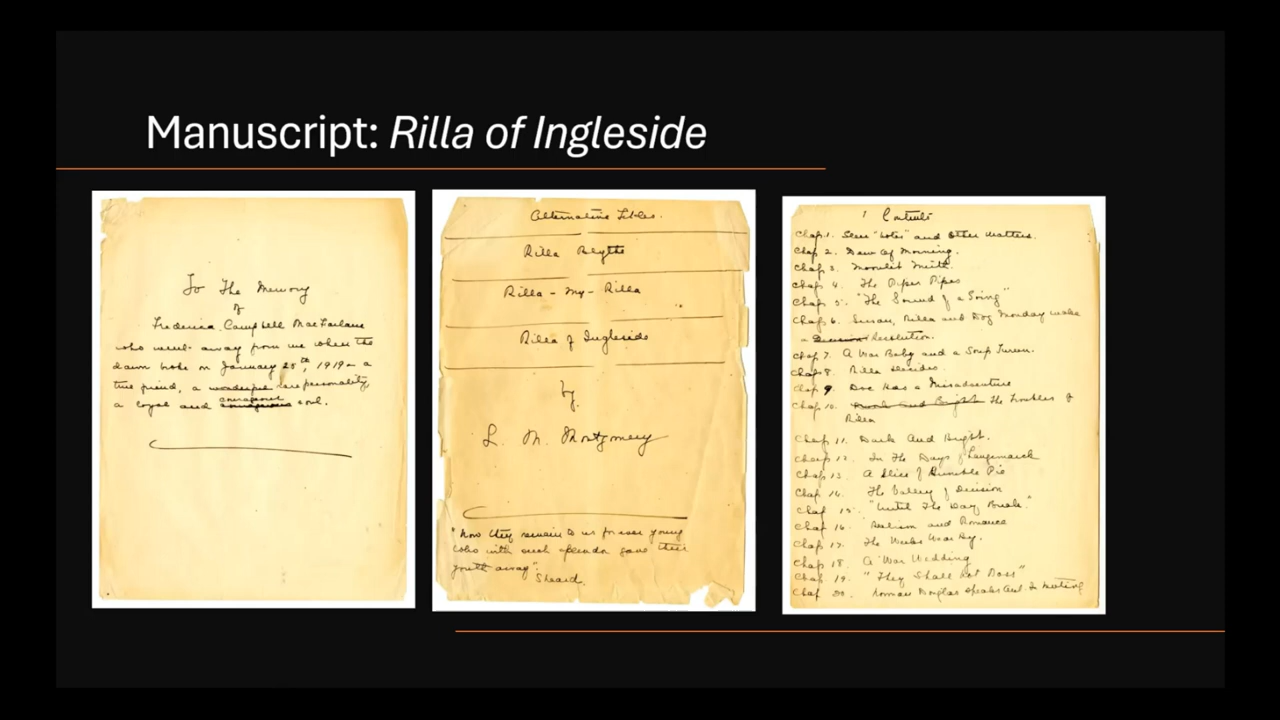 Manuscript: Rilla of Ingleside
To The Memory
of
Frederica Campbell MacFarlane
who went away from me when the
dawn broke on January 25th, 1919 - a
true friend, a wonderful rare personality
a loyal and courageous courageous soul.
Alternative Titles.
Rilla Blythe
Rilla - My - Rilla
Rilla of Ingleside
by
L. M. Montgomery
"Now they remain to us forever young
Who with such splendor gave their
youth away".
Sheard.
Contents
Chap. 1. Glen "Notes" and Other Matters.
Chap 2. Dew Of Morning.
Chap 3. Moonlit Mirth.
Chap 4. The Piper Pipes
Chap 5. "The Sound of a Going"
Chap 6. Susan, Rilla and Dog Monday make
a Decision Resolution.
Chap 7. A War Baby and a Soup Tureen.
Chap 8. Rilla Decides.
Chap 9. Doc Has a Misadventure
Chap 10. Dark and Bright The Troubles of
Rilla
Chap 11. Dark And Bright.
Chap 12. In The Days of Langemarck
Chap 13. A Slice of Humble Pie
Chap 14. The Valley of Decision
Chap 15. "Until The Day Break."
Chap 16. Realism and Romance
Chap 17. The Weeks Wear By.
Chap 18. A War Wedding
Chap 19. "They Shall Not Pass"
Chap 20. Norman Douglas Speaks Out In Meeting